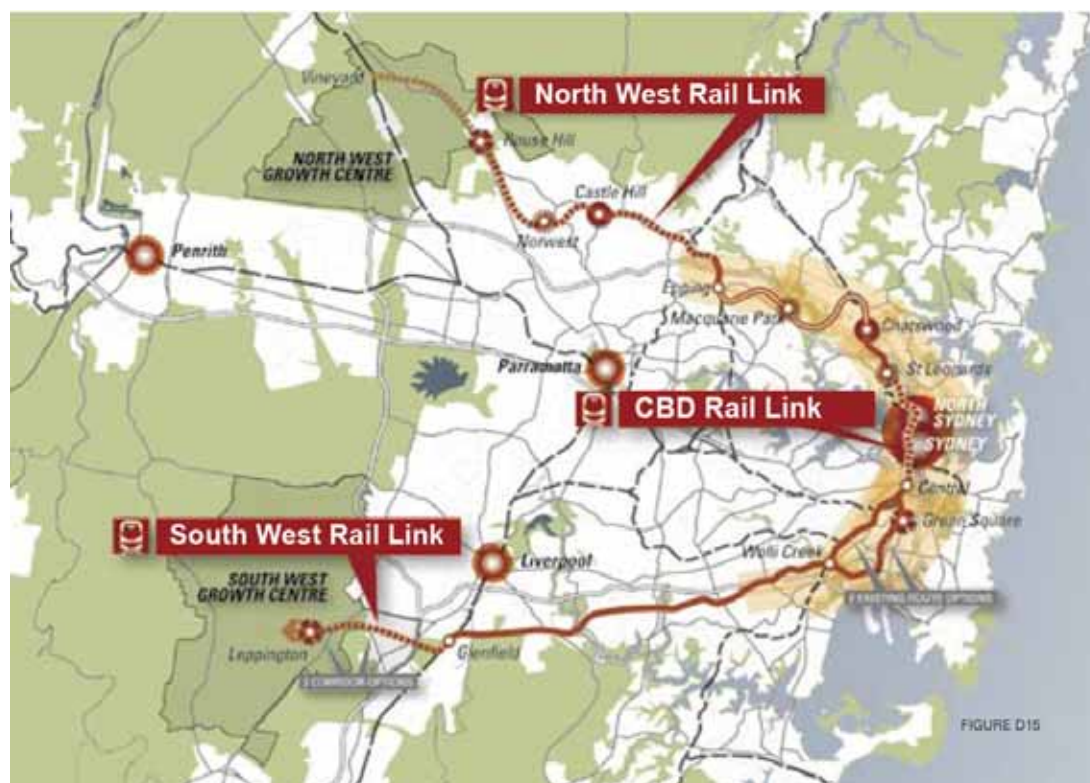 North West Rail Link
Vineyard
Rouse Hill
NORTH WEST
GROWTH CENTRE
Castle Hill
Norwest
Penrith
Epping
Macquarie Park
Chatswood
Parramatta
St Leonards
CBD Rail Link
NORTH
SYDNEY
SYDNEY
Central
Green Square
South West Rail Link
Wolli Creek
Liverpool
SOUTH WEST
GROWTH CENTRE
2 EXISTING ROUTE OPTIONS
Leppington
Glenfield
2 CORRIDOR OPTIONS
FIGURE D15